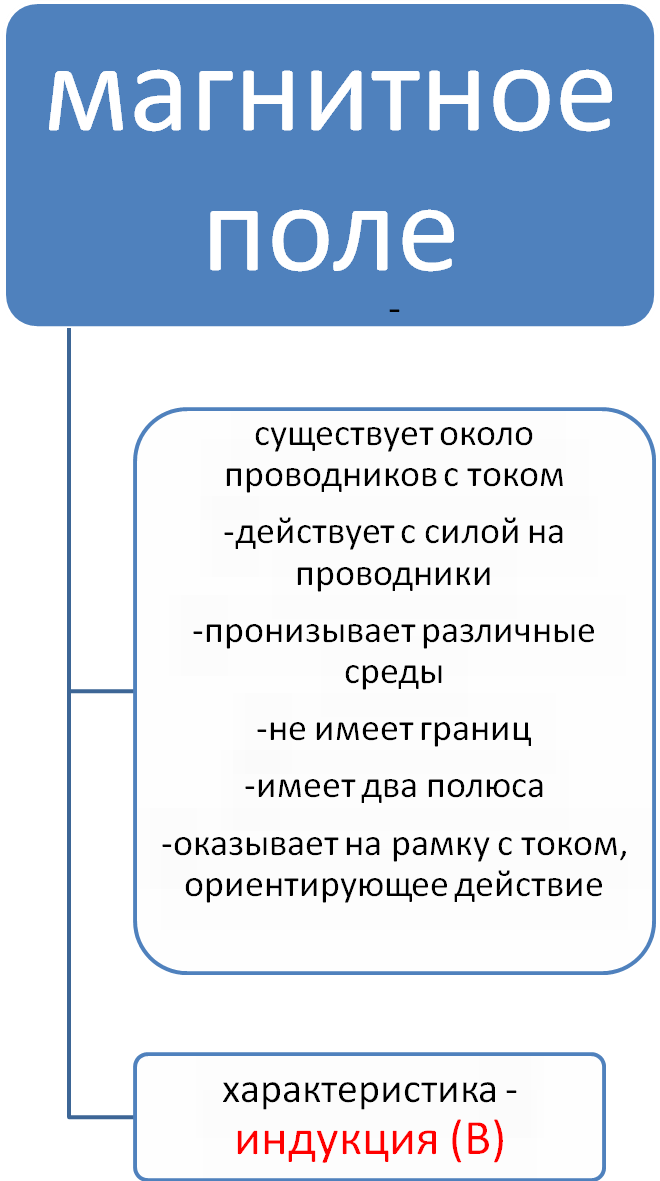 магнитное
поле
-
существует около
проводников с током
-действует с силой на
проводники
-пронизывает различные
среды
-не имеет границ
-имеет два полюса
-оказывает на рамку с током,
ориентирующее действие
характеристика -
индукция (В)